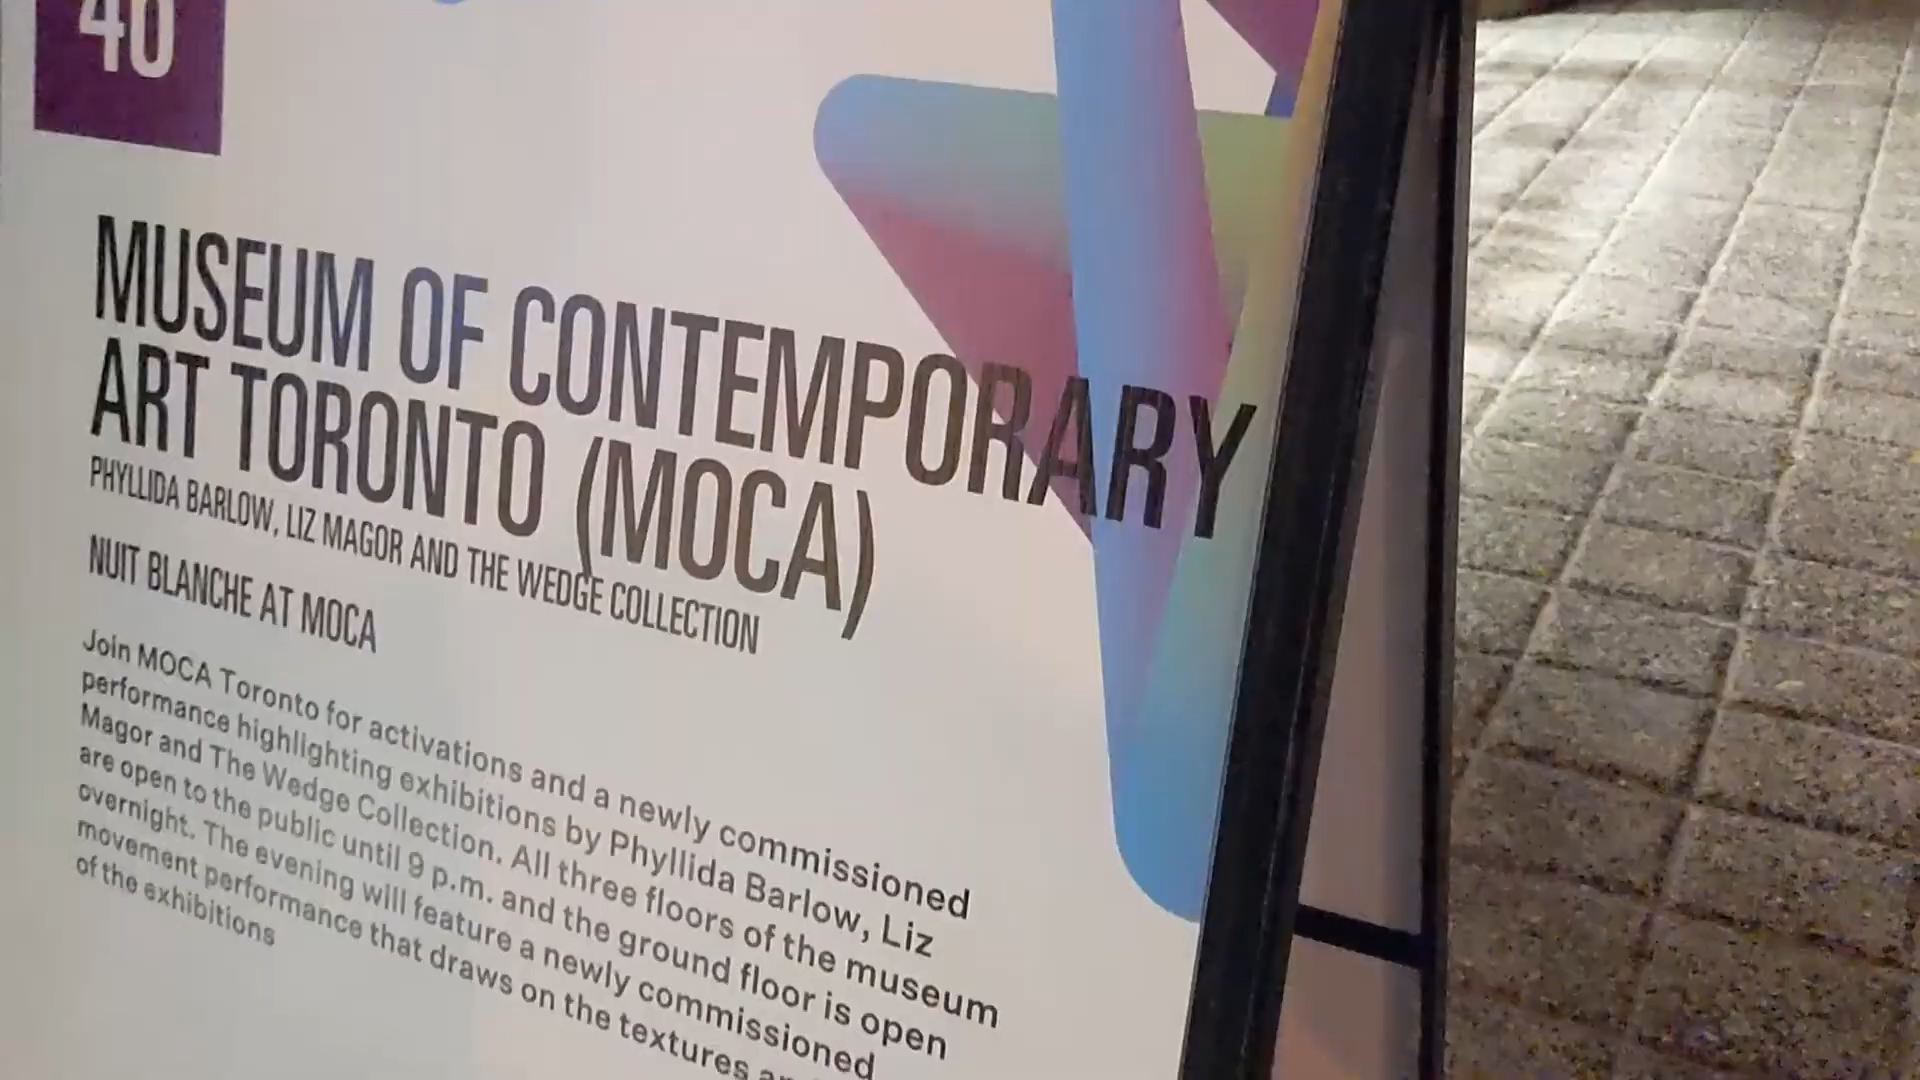 40
MUSEUM OF CONTEMPORARY
ART TORONTO (MOCA)
PHYLLIDA BARLOW, LIZ MAGOR AND THE WEDGE COLLECTION
NUIT BLANCHE AT MOCA
Join MOCA Toronto for activations and a newly commissioned
performance highlighting exhibitions by Phyllida Barlow, Liz
Magor and The Wedge Collection. All three floors of the museum
are open to the public until 9 p.m. and the ground floor is open
overnight. The evening will feature a newly commissioned
movement performance that draws on the textures
of the exhibitions